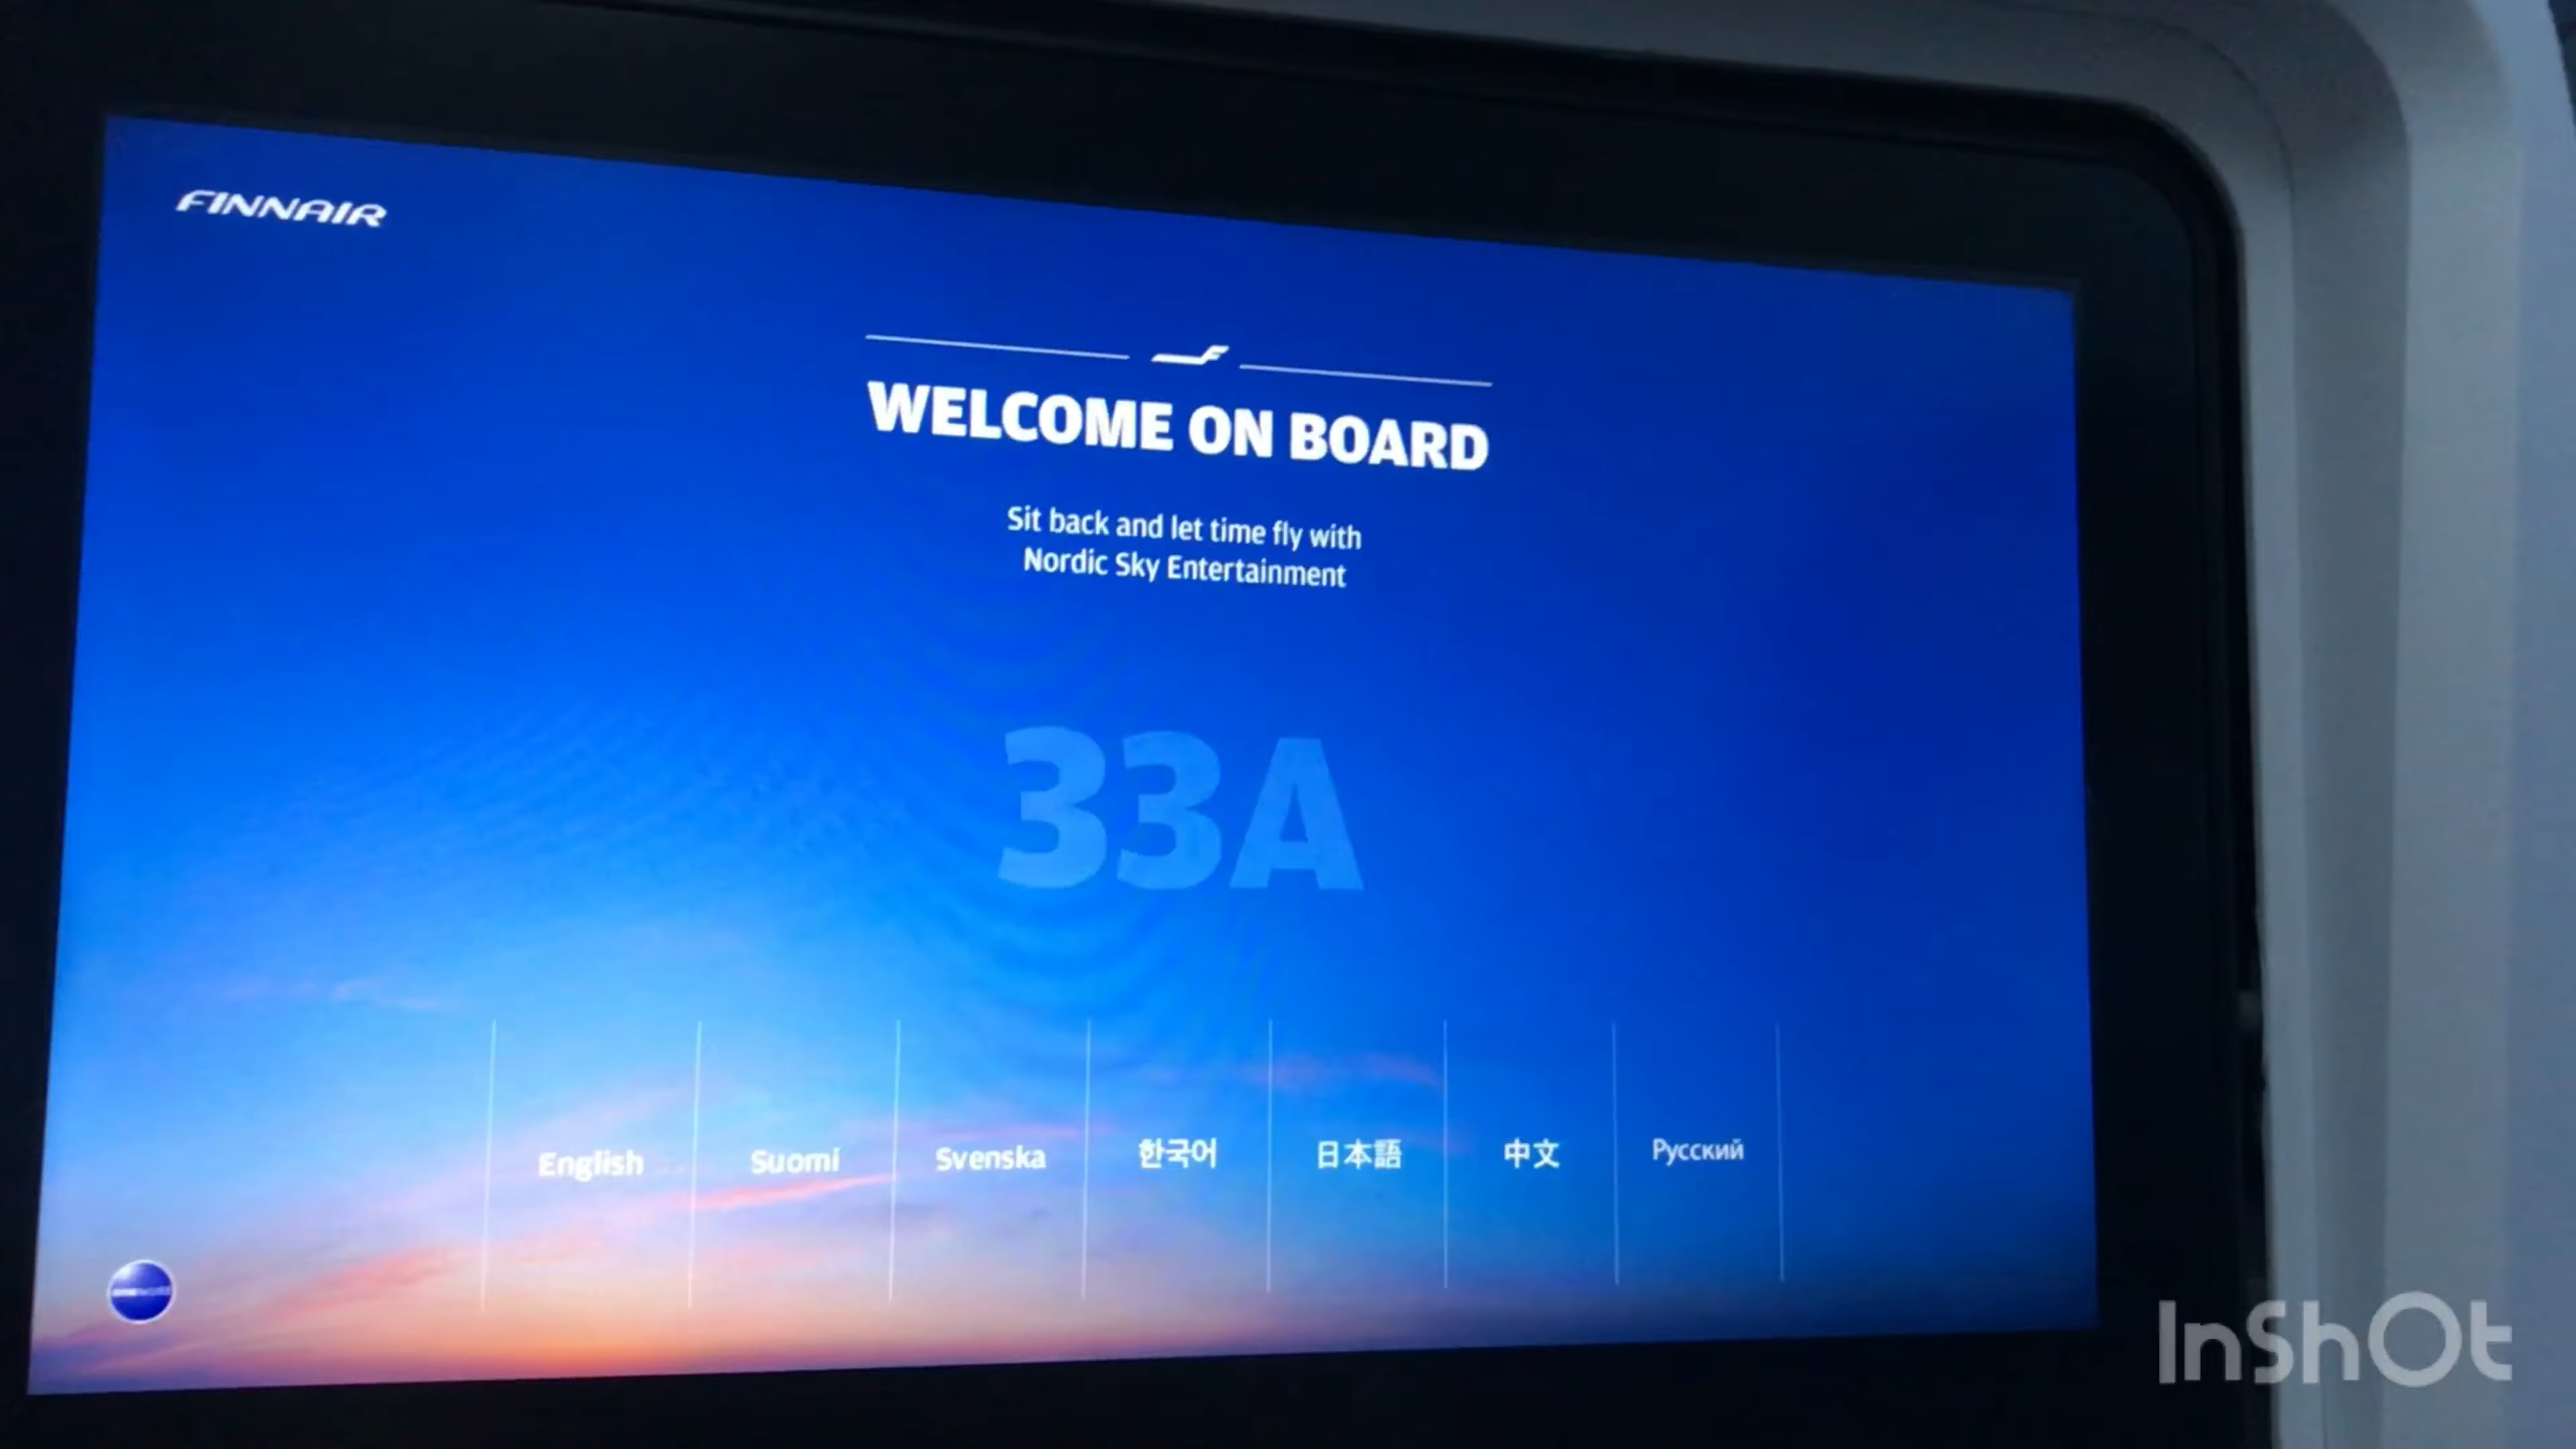 FINNAIR
WELCOME ON BOARD
Sit back and let time fly with
Nordic Sky Entertainment
33A
English
Suomi
Svenska
한국어
日本語
中文
Русский
InShOt